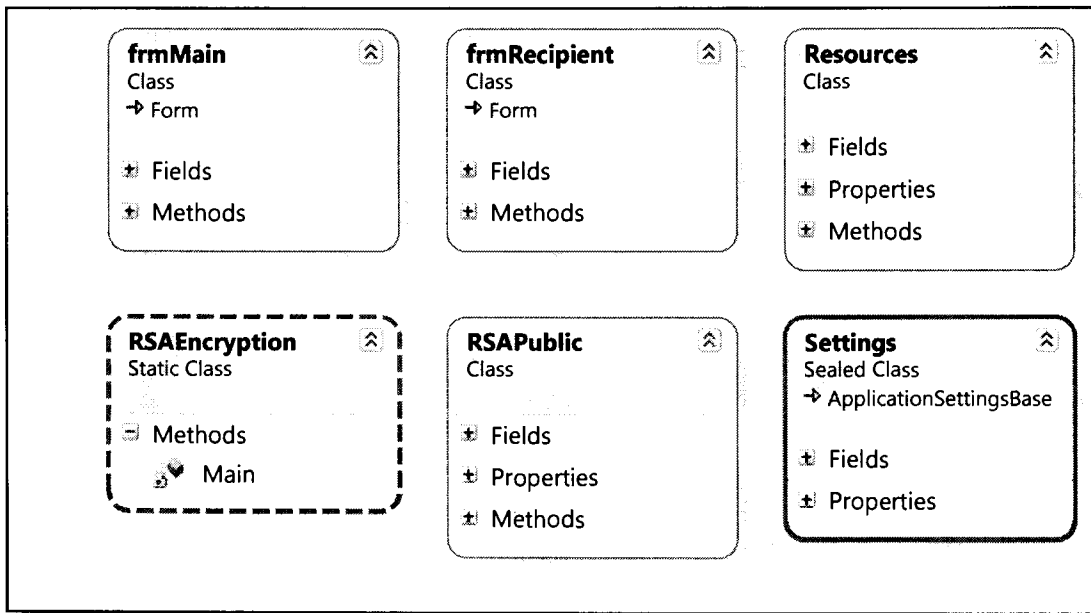 frmMain
Class
Form
Fields
Methods
frmRecipient
Class
Form
Fields
Methods
Resources
Class
Fields
Properties
Methods
RSAEncryption
Static Class
Methods
Main
RSAPublic
Class
Fields
Properties
Methods
Settings
Sealed Class
ApplicationSettingsBase
Fields
Properties